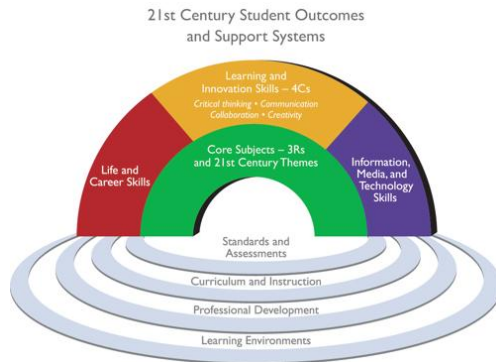 21st Century Student Outcomes
and Support Systems
Learning and
Innovation Skills – 4Cs
Critical thinking • Communication
Collaboration • Creativity
Core Subjects – 3Rs
and 21st Century Themes
Life and
Career Skills
Information,
Media, and
Technology
Skills
Standards and
Assessments
Curriculum and Instruction
Professional Development
Learning Environments